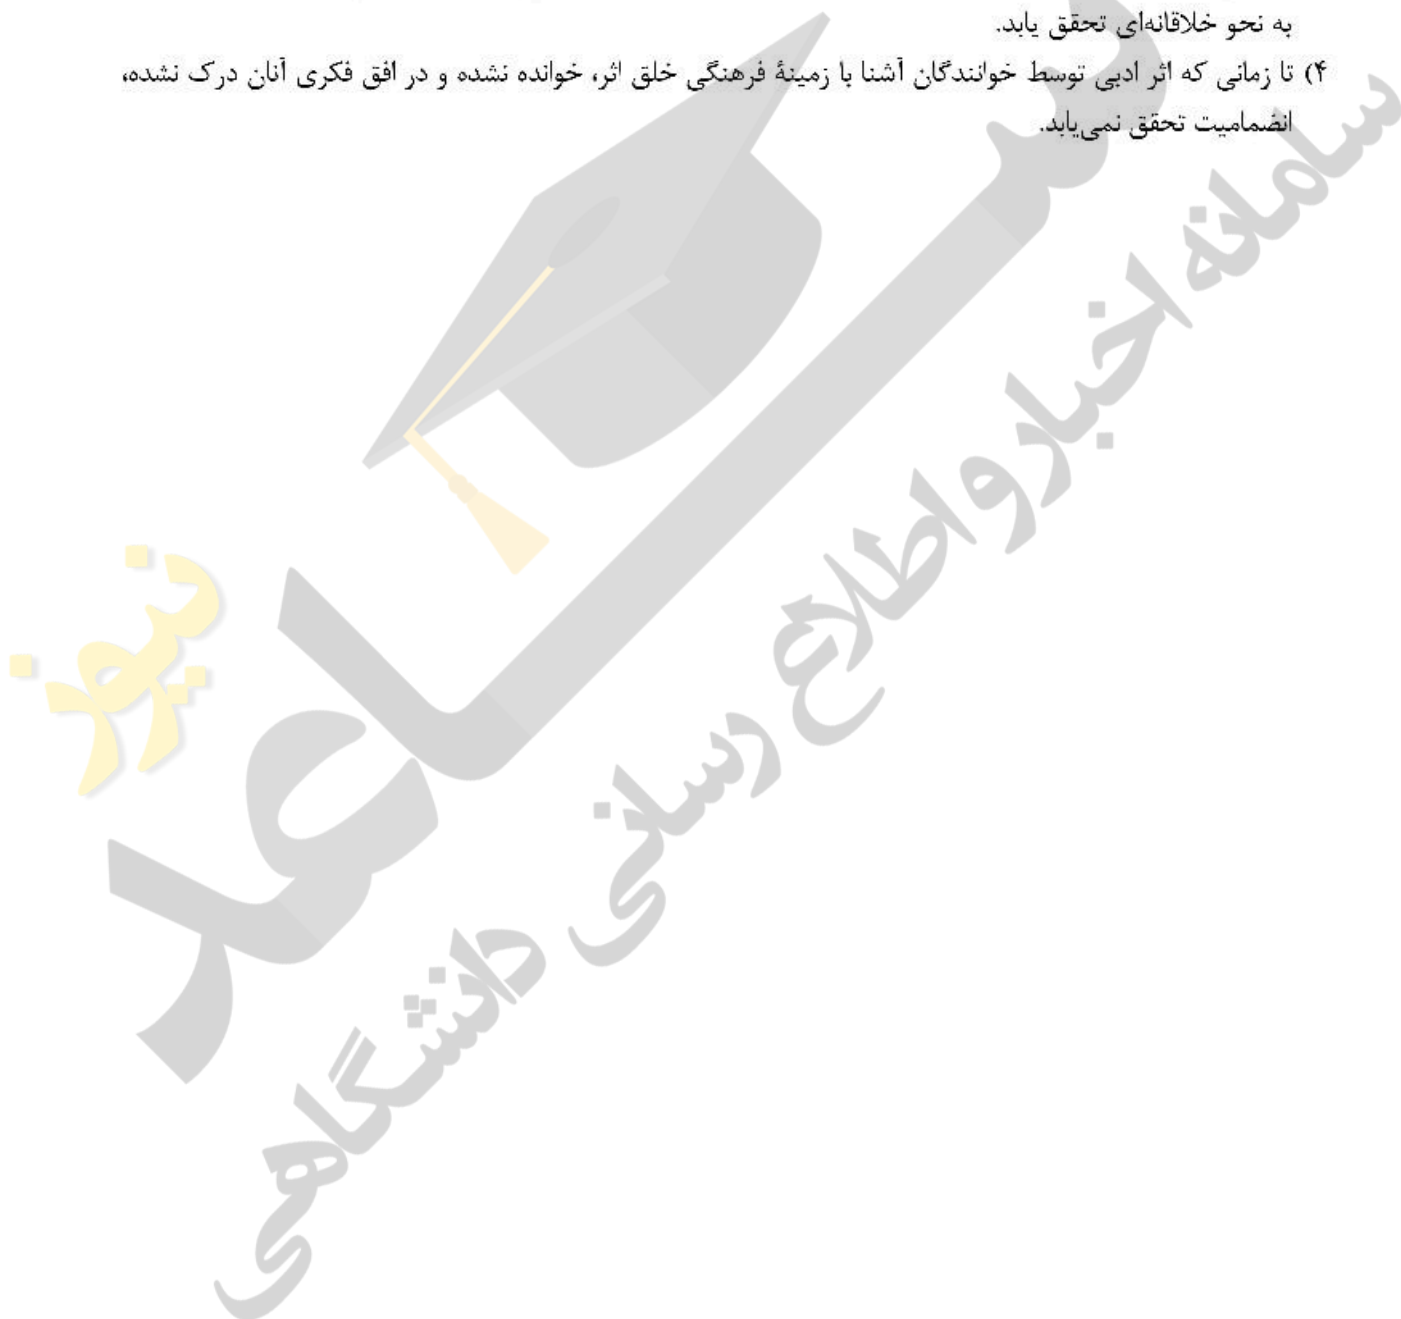 به نحو خلاقانه‌ای تحقق یابد.
۴) تا زمانی که اثر ادبی توسط خوانندگان آشنا با زمینهٔ فرهنگی خلق اثر، خوانده نشده و در افق فکری آنان درک نشده،
انضمامیت تحقق نمی‌یابد.
ساعد
نیوز
سامانه اخبار و اطلاع رسانی دانشگاهی